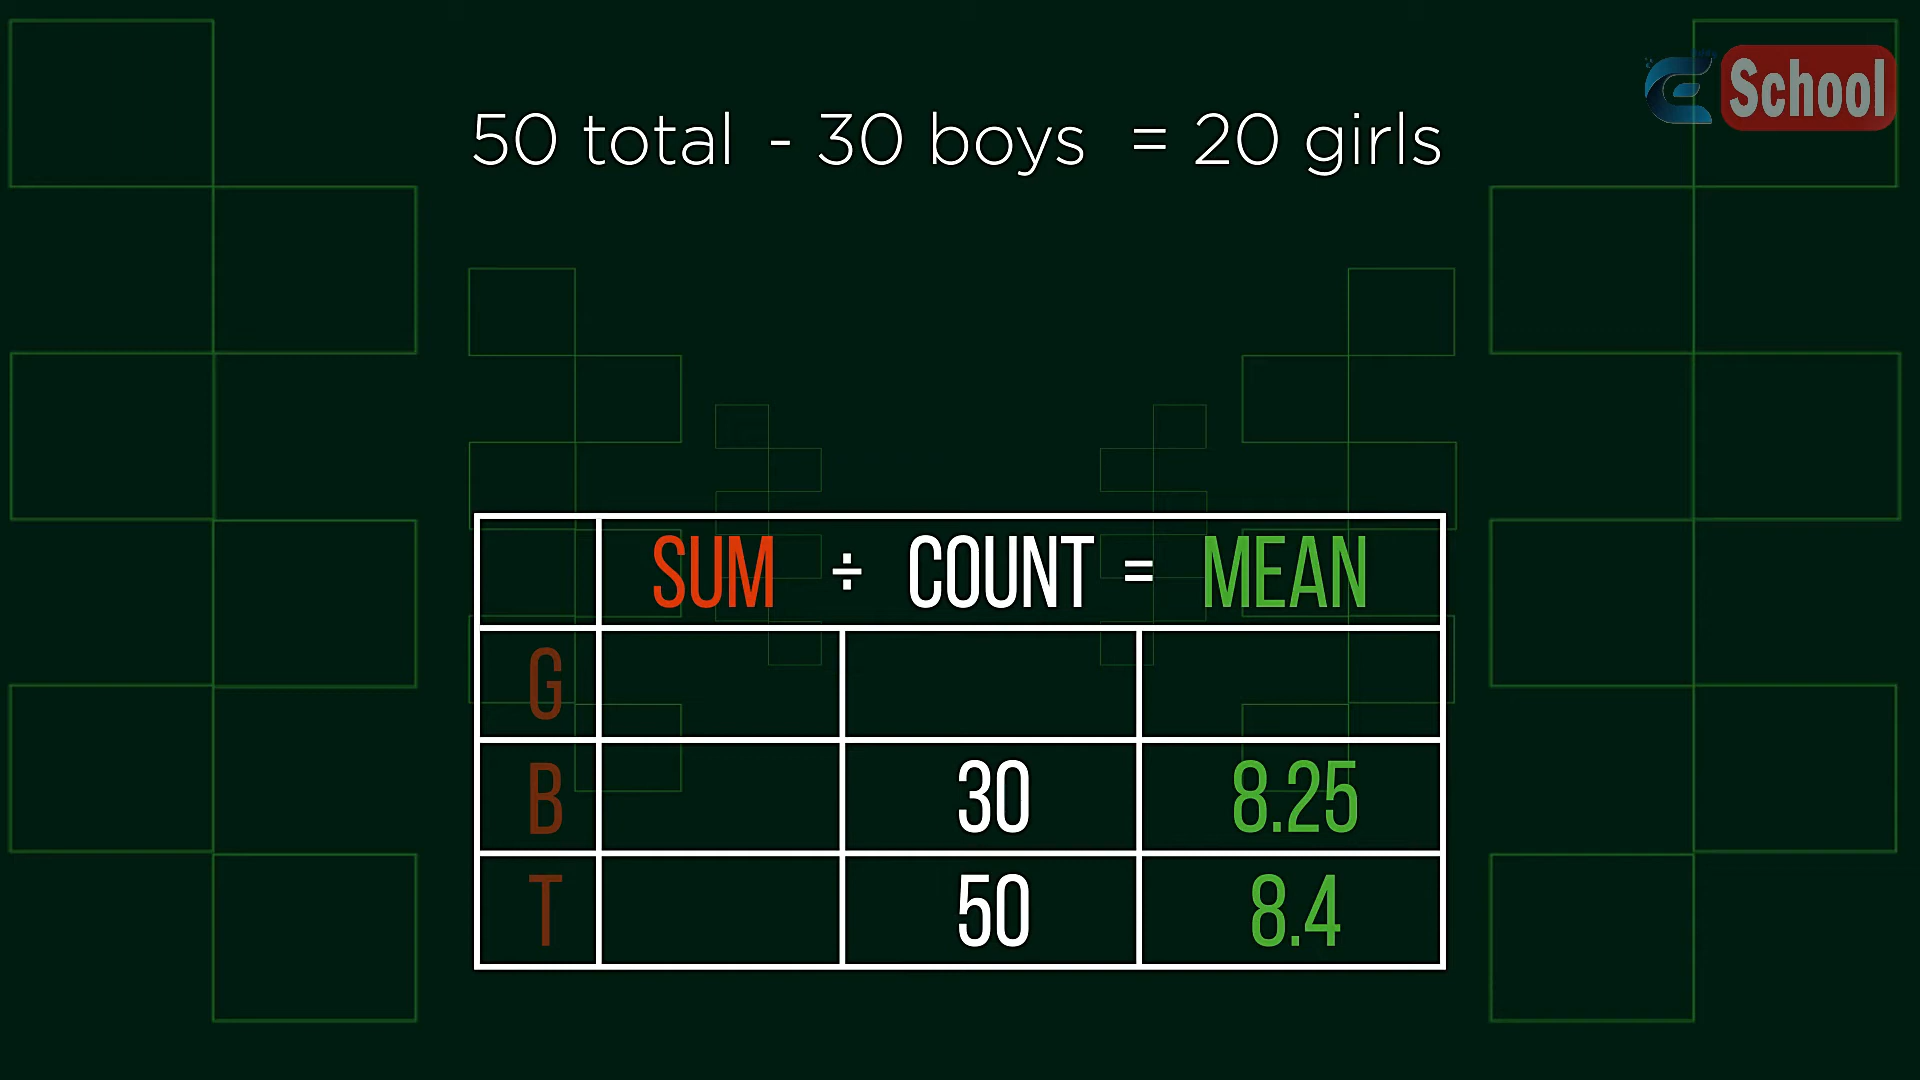 School
50 total - 30 boys = 20 girls
SUM ÷ COUNT = MEAN
G
B 30 8.25
T 50 8.4